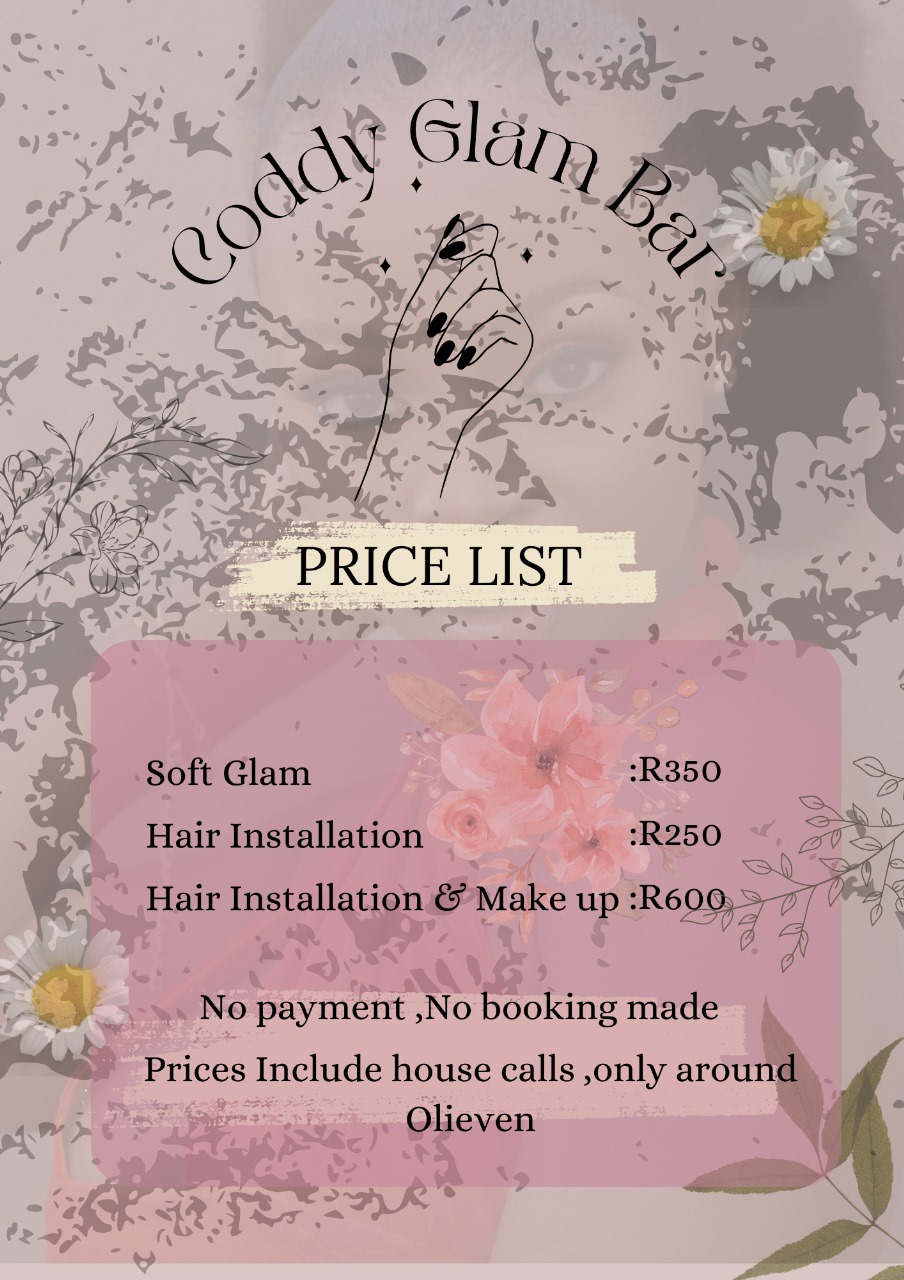 Coddy Glam Bar
PRICE LIST
Soft Glam :R350
Hair Installation :R250
Hair Installation & Make up :R600
No payment ,No booking made
Prices Include house calls ,only around
Olieven